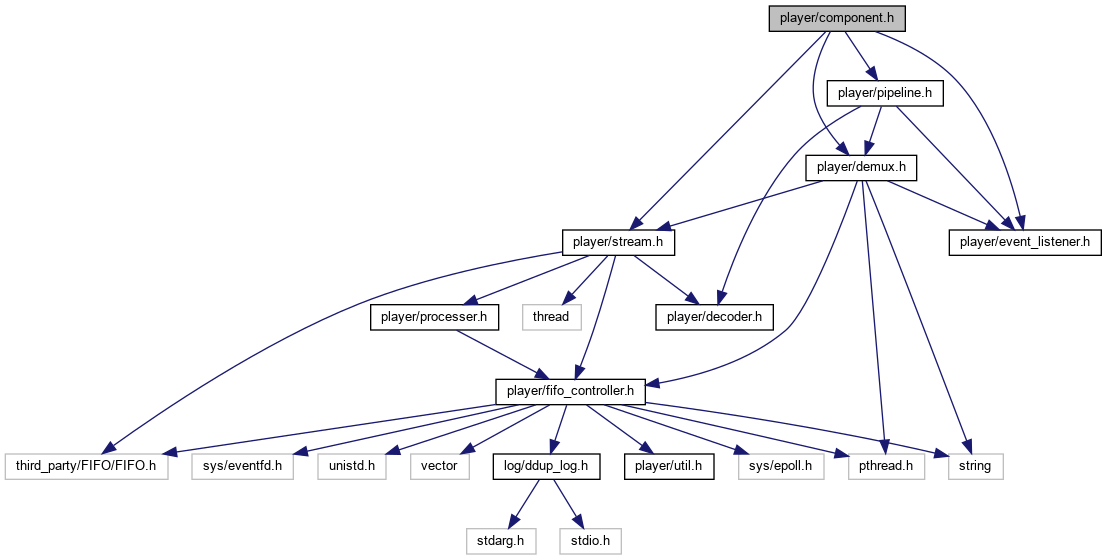 player/component.h
player/pipeline.h
player/demux.h
player/stream.h
player/event_listener.h
player/processer.h
thread
player/decoder.h
player/fifo_controller.h
third_party/FIFO/FIFO.h
sys/eventfd.h
unistd.h
vector
log/ddup_log.h
player/util.h
sys/epoll.h
pthread.h
string
stdarg.h
stdio.h